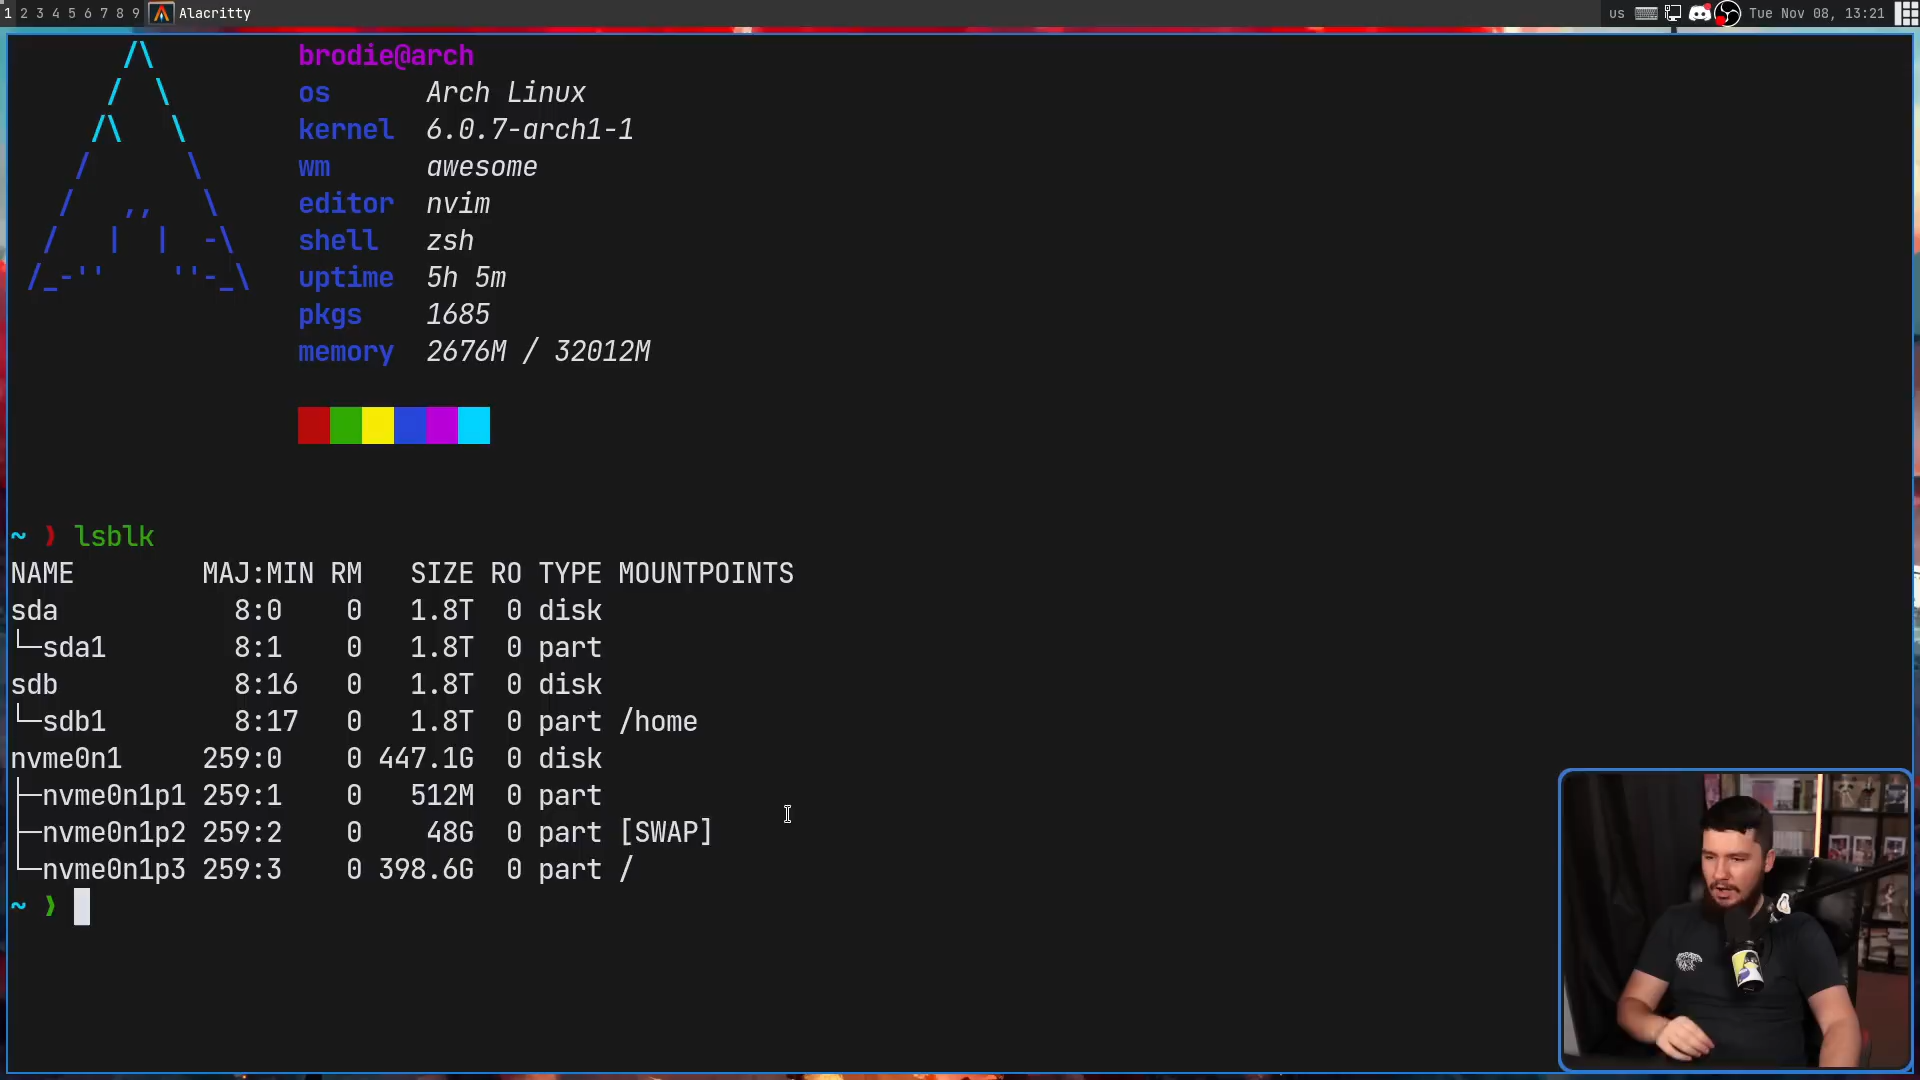 1 2 3 4 5 6 7 8 9 Alacritty us Tue Nov 08, 13:21
brodie@arch
os Arch Linux
kernel 6.0.7-arch1-1
wm awesome
editor nvim
shell zsh
uptime 5h 5m
pkgs 1685
memory 2676M / 32012M
~ ❫ lsblk
NAME MAJ:MIN RM SIZE RO TYPE MOUNTPOINTS
sda 8:0 0 1.8T 0 disk
└─sda1 8:1 0 1.8T 0 part
sdb 8:16 0 1.8T 0 disk
└─sdb1 8:17 0 1.8T 0 part /home
nvme0n1 259:0 0 447.1G 0 disk
├─nvme0n1p1 259:1 0 512M 0 part
├─nvme0n1p2 259:2 0 48G 0 part [SWAP]
└─nvme0n1p3 259:3 0 398.6G 0 part /
~ ❫